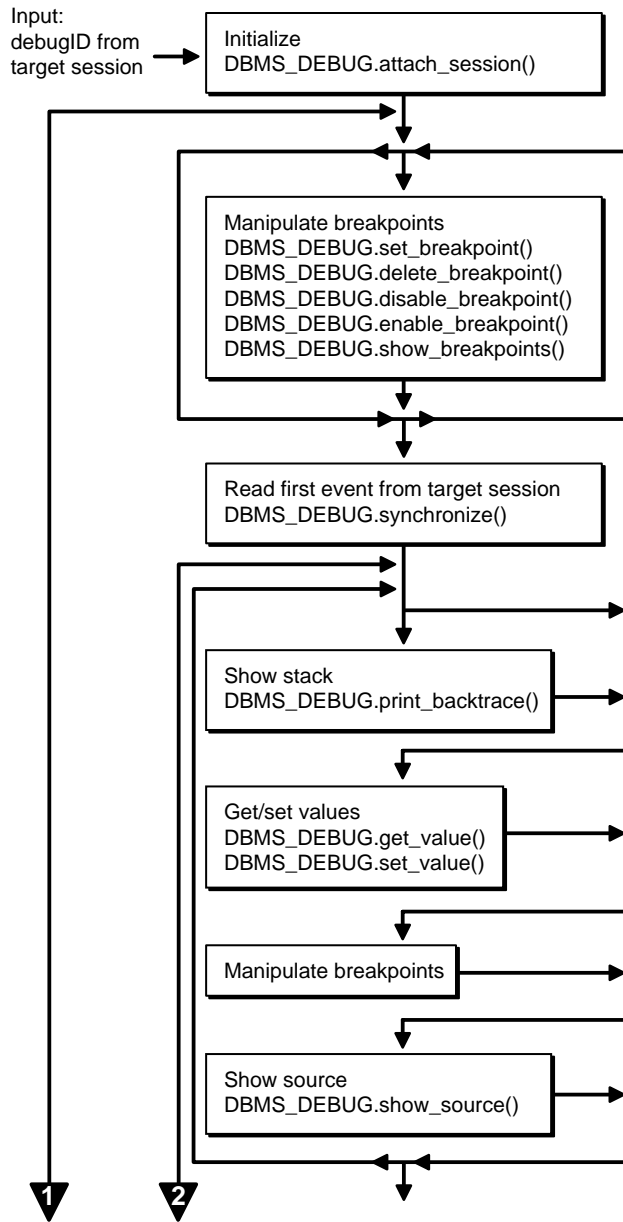 Input:
debugID from
target session
Initialize
DBMS_DEBUG.attach_session()
Manipulate breakpoints
DBMS_DEBUG.set_breakpoint()
DBMS_DEBUG.delete_breakpoint()
DBMS_DEBUG.disable_breakpoint()
DBMS_DEBUG.enable_breakpoint()
DBMS_DEBUG.show_breakpoints()
Read first event from target session
DBMS_DEBUG.synchronize()
Show stack
DBMS_DEBUG.print_backtrace()
Get/set values
DBMS_DEBUG.get_value()
DBMS_DEBUG.set_value()
Manipulate breakpoints
Show source
DBMS_DEBUG.show_source()
1
2